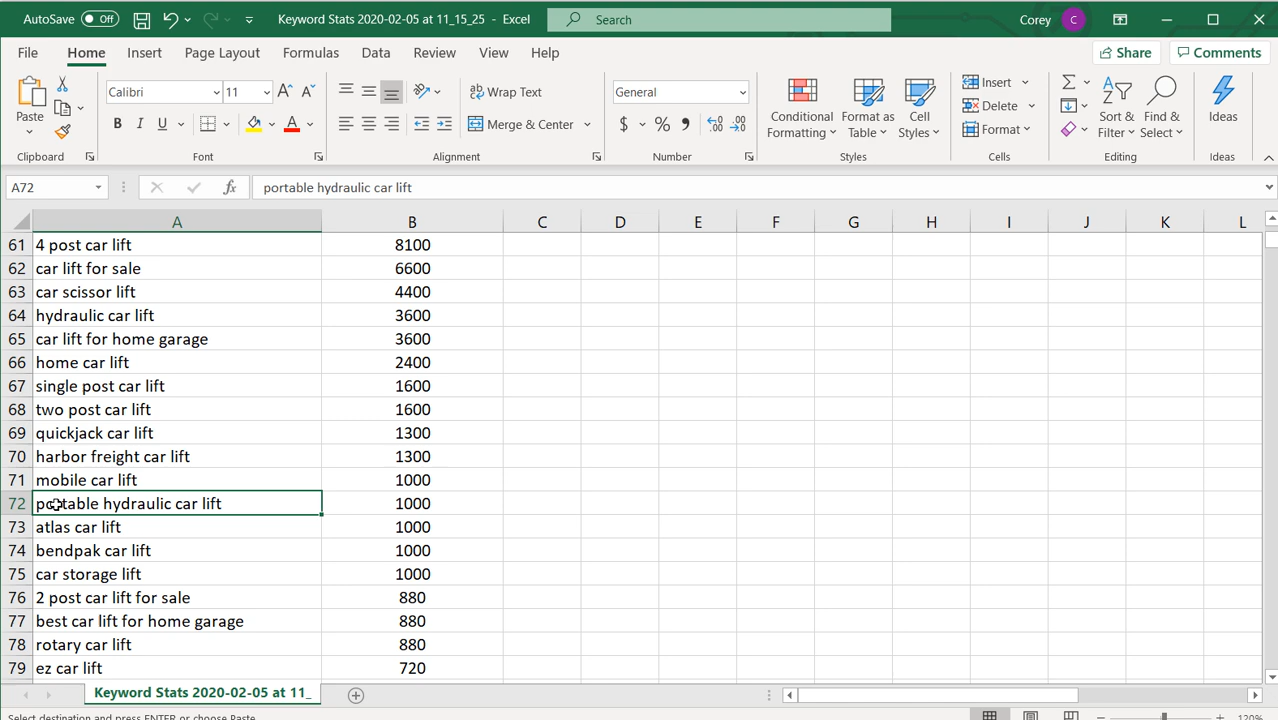 AutoSave Off Keyword Stats 2020-02-05 at 11_15_25 - Excel Search Corey C
File Home Insert Page Layout Formulas Data Review View Help Share Comments
Paste Calibri 11 A A Wrap Text General Conditional Formatting Format as Table Cell Styles Insert Sort & Filter Find & Select Ideas
B I U A Merge & Center $ % Delete
Format
Clipboard Font Alignment Number Styles Cells Editing Ideas
A72 fx portable hydraulic car lift
A B C D E F G H I J K L
61 4 post car lift 8100
62 car lift for sale 6600
63 car scissor lift 4400
64 hydraulic car lift 3600
65 car lift for home garage 3600
66 home car lift 2400
67 single post car lift 1600
68 two post car lift 1600
69 quickjack car lift 1300
70 harbor freight car lift 1300
71 mobile car lift 1000
72 portable hydraulic car lift 1000
73 atlas car lift 1000
74 bendpak car lift 1000
75 car storage lift 1000
76 2 post car lift for sale 880
77 best car lift for home garage 880
78 rotary car lift 880
79 ez car lift 720
Keyword Stats 2020-02-05 at 11_
Select destination and press ENTER or choose Paste 120%